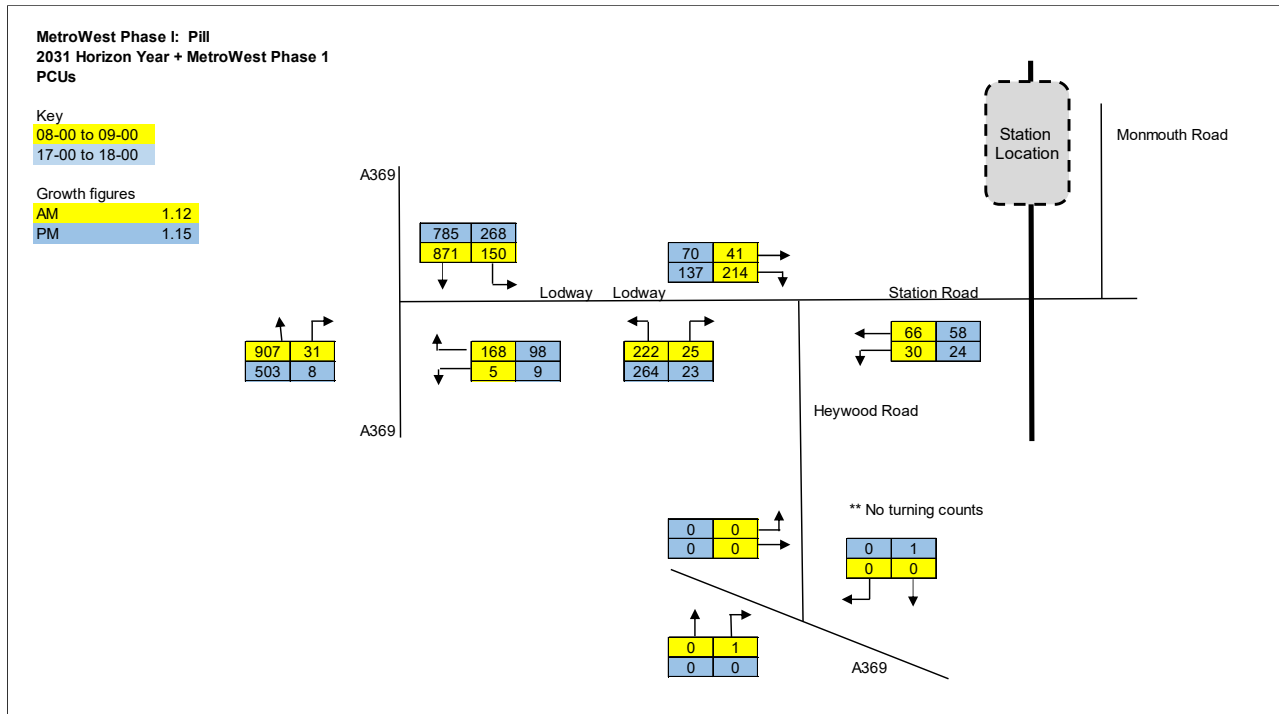 MetroWest Phase I: Pill
2031 Horizon Year + MetroWest Phase 1
PCUs
Key
08-00 to 09-00
17-00 to 18-00
Growth figures
AM 1.12
PM 1.15
Station
Location
Monmouth Road
A369
785 268
871 150
70 41
137 214
Lodway Lodway Station Road
907 31
503 8
168 98
5 9
222 25
264 23
66 58
30 24
Heywood Road
A369
** No turning counts
0 0
0 0
0 1
0 0
0 1
0 0
A369